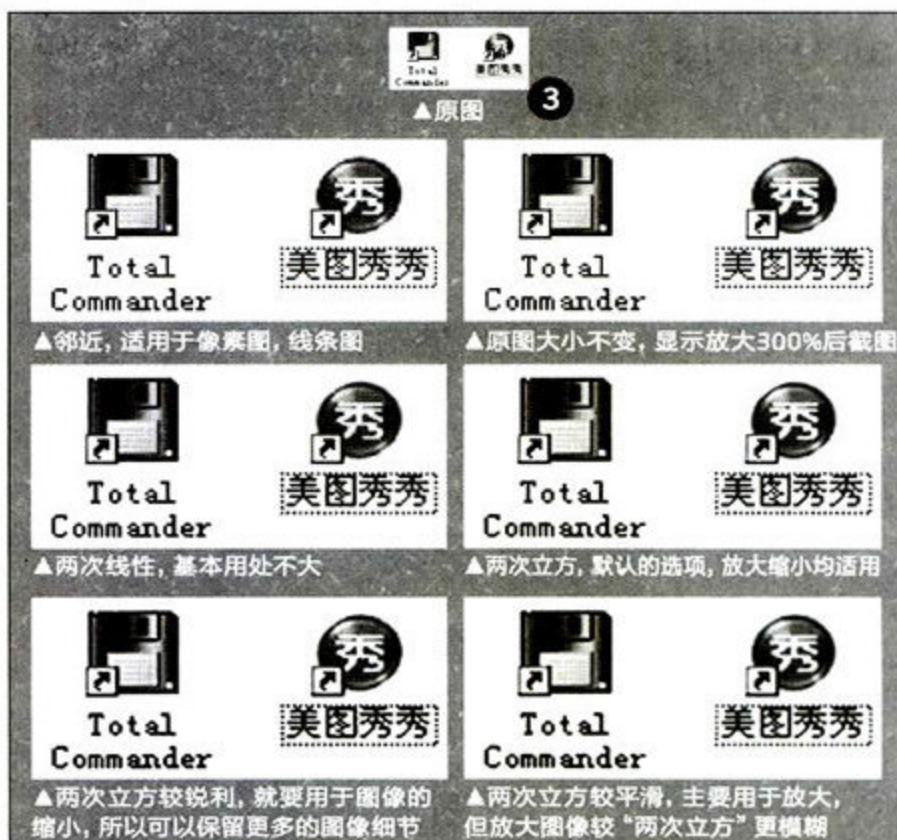 Total
Commander
美图秀秀
3
▲原图
秀
Total
Commander
美图秀秀
秀
Total
Commander
美图秀秀
▲邻近，适用于像素图，线条图
▲原图大小不变，显示放大300%后截图
秀
Total
Commander
美图秀秀
秀
Total
Commander
美图秀秀
▲两次线性，基本用处不大
▲两次立方，默认的选项，放大缩小均适用
秀
Total
Commander
美图秀秀
秀
Total
Commander
美图秀秀
▲两次立方较锐利，就要用于图像的
缩小，所以可以保留更多的图像细节
▲两次立方较平滑，主要用于放大，
但放大图像较“两次立方”更模糊